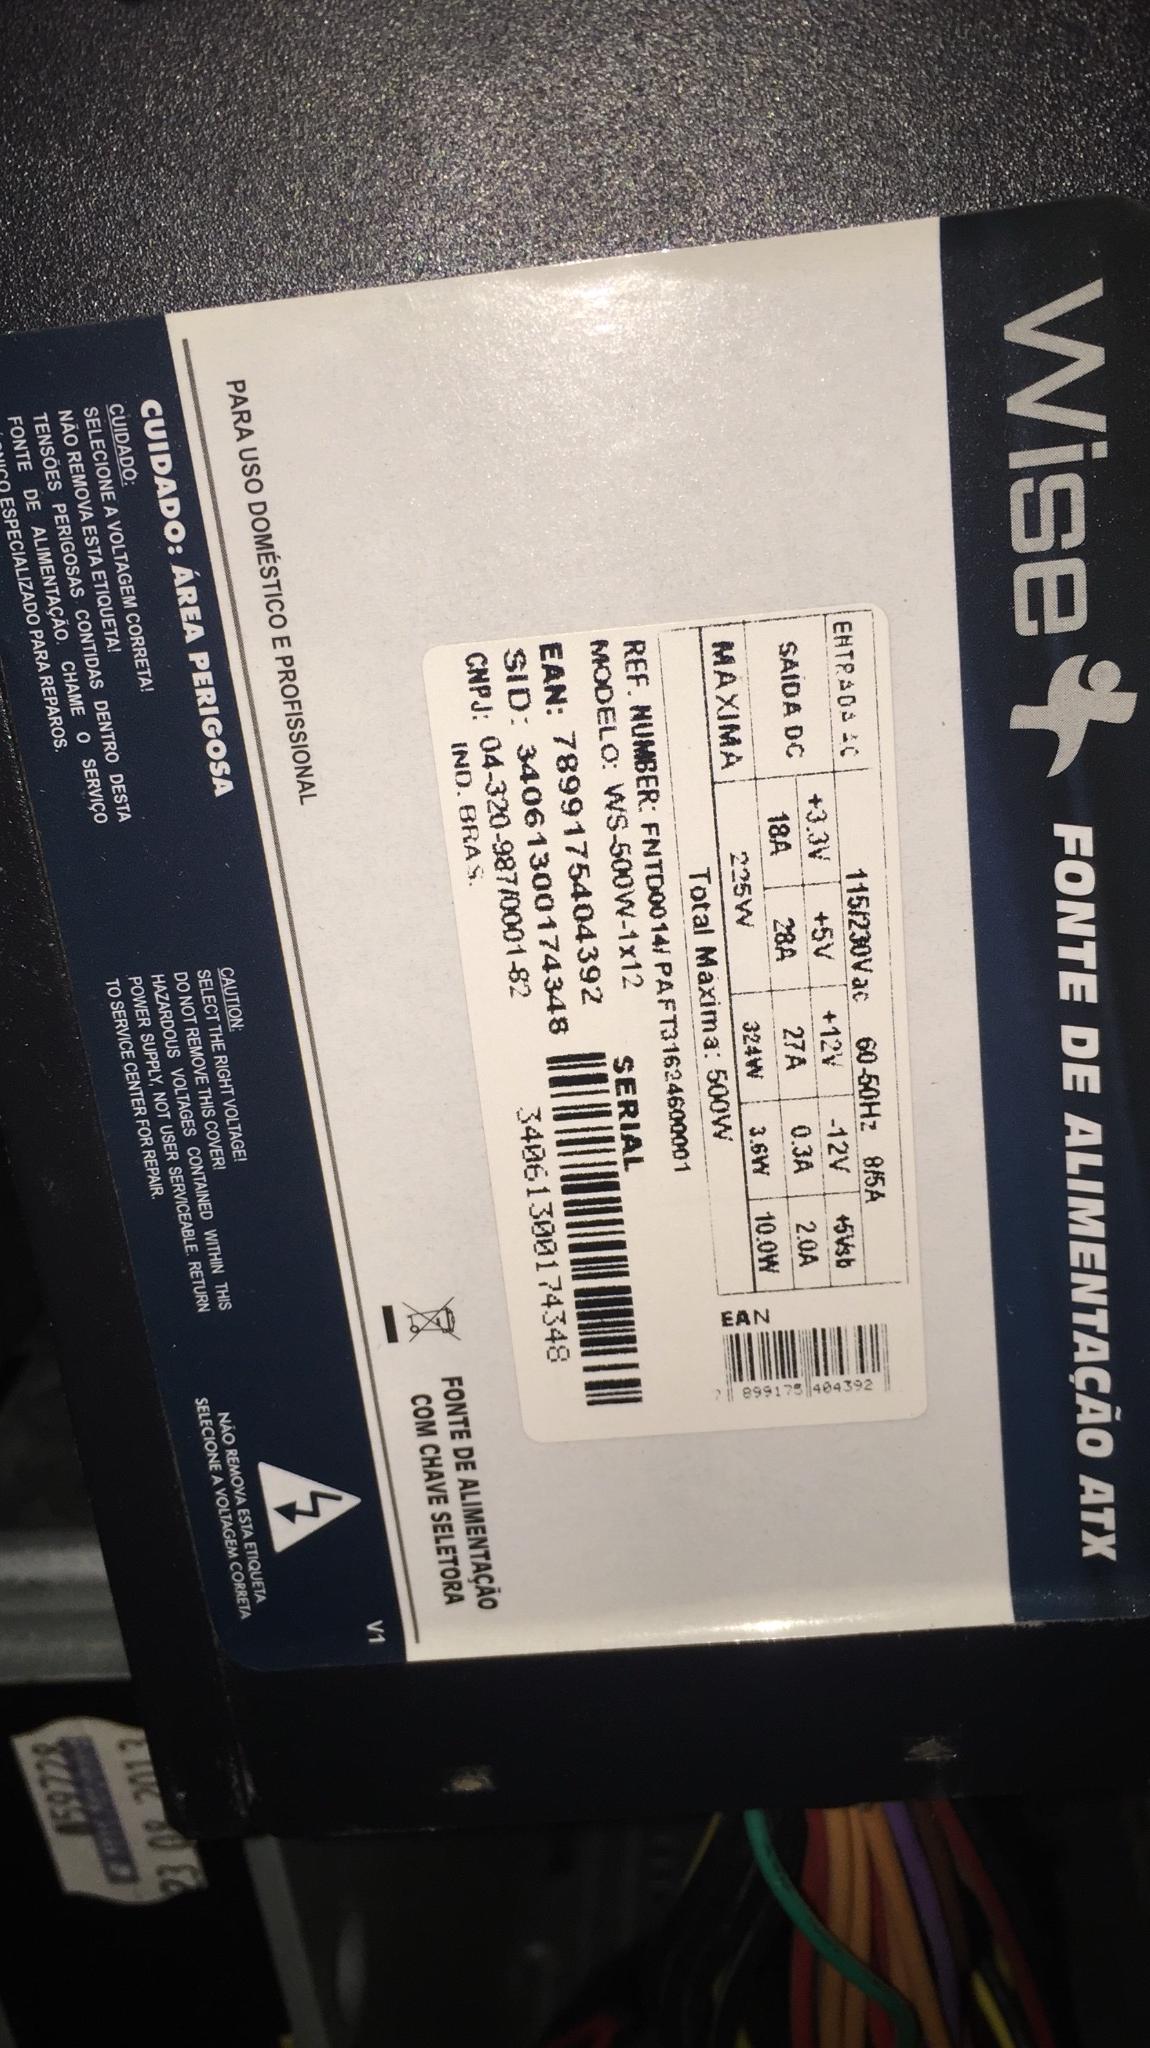 Wise
FONTE DE ALIMENTAÇÃO ATX
ENTRADA AC 115/230Vac 60-50Hz 8/5A
SAIDA DC +3.3V +5V +12V -12V +5Vsb
18A 28A 27A 0.3A 2.0A
MAXIMA 225W 324W 3.6W 10.0W
Total Maxima: 500W
REF. NUMBER: FNTD0014/ PAFT31624600001
MODELO: WS-500W-1x12
EAN: 7899175404392
SID: 34061300174348
CNPJ: 04-320-987/0001-82
IND. BRAS.
SERIAL
34061300174348
EAN
7 899175 404392
FONTE DE ALIMENTAÇÃO
COM CHAVE SELETORA
PARA USO DOMÉSTICO E PROFISSIONAL
V1
CUIDADO: ÁREA PERIGOSA
CUIDADO:
SELECIONE A VOLTAGEM CORRETA!
NÃO REMOVA ESTA ETIQUETA!
TENSÕES PERIGOSAS CONTIDAS DENTRO DESTA
FONTE DE ALIMENTAÇÃO. CHAME O SERVIÇO
ESPECIALIZADO PARA REPAROS.
CAUTION:
SELECT THE RIGHT VOLTAGE!
DO NOT REMOVE THIS COVER!
HAZARDOUS VOLTAGES CONTAINED WITHIN THIS
POWER SUPPLY, NOT USER SERVICEABLE. RETURN
TO SERVICE CENTER FOR REPAIR.
NÃO REMOVA ESTA ETIQUETA
SELECIONE A VOLTAGEM CORRETA